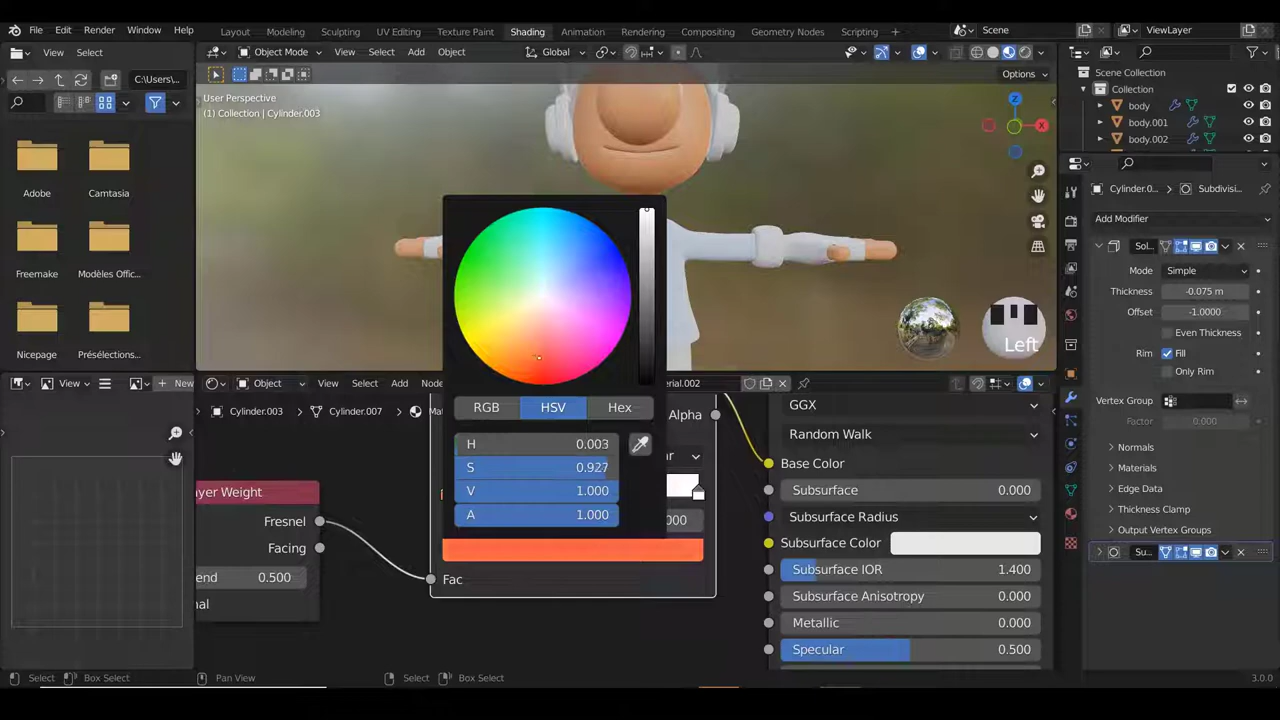 File Edit Render Window Help
Layout Modeling Sculpting UV Editing Texture Paint Shading Animation Rendering Compositing Geometry Nodes Scripting +
Scene ViewLayer
View Select
Object Mode View Select Add Object Global
C:\Users\...
Options
User Perspective
(1) Collection | Cylinder.003
Z
X
Adobe Camtasia
Freemake Modèles Offic...
Nicepage Présélections...
Left
Scene Collection
Collection
body
body.001
body.002
Cylinder.0... Subdivisi...
Add Modifier
Sol...
Mode Simple
Thickness -0.075 m
Offset -1.0000
Even Thickness
Rim Fill
Only Rim
Vertex Group
Factor 0.000
Normals
Materials
Edge Data
Thickness Clamp
Output Vertex Groups
Su...
View + New
Object View Select Add Node
Cylinder.003 Cylinder.007
RGB HSV Hex
H 0.003
S 0.927
V 1.000
A 1.000
Alpha
Fac
Fresnel
Facing
0.500
GGX
Random Walk
Base Color
Subsurface 0.000
Subsurface Radius
Subsurface Color
Subsurface IOR 1.400
Subsurface Anisotropy 0.000
Metallic 0.000
Specular 0.500
Select Box Select Pan View Select Box Select 3.0.0